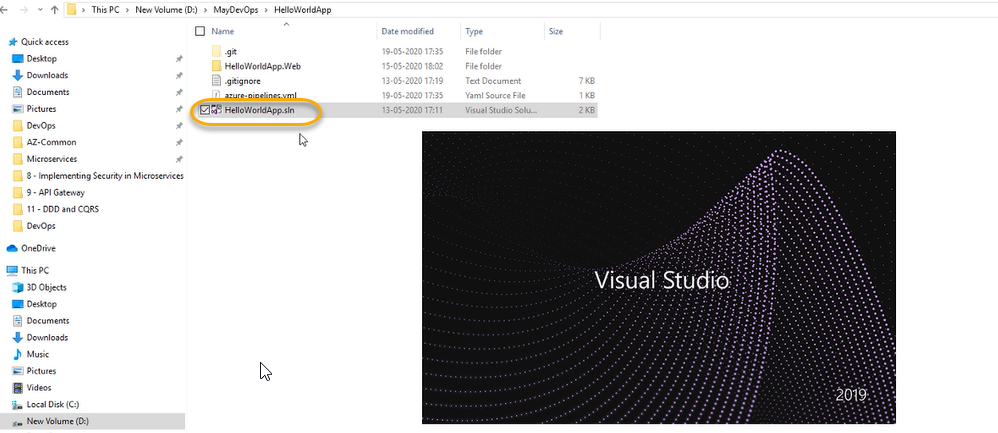 This PC > New Volume (D:) > MayDevOps > HelloWorldApp
Name Date modified Type Size
.git 19-05-2020 17:35 File folder
HelloWorldApp.Web 15-05-2020 18:02 File folder
.gitignore 13-05-2020 17:19 Text Document 7 KB
azure-pipelines.yml 19-05-2020 17:35 Yaml Source File 1 KB
HelloWorldApp.sln 13-05-2020 17:11 Visual Studio Solu... 2 KB
Quick access
Desktop
Downloads
Documents
Pictures
DevOps
AZ-Common
Microservices
8 - Implementing Security in Microservices
9 - API Gateway
11 - DDD and CQRS
DevOps
OneDrive
This PC
3D Objects
Desktop
Documents
Downloads
Music
Pictures
Videos
Local Disk (C:)
New Volume (D:)
Visual Studio
2019